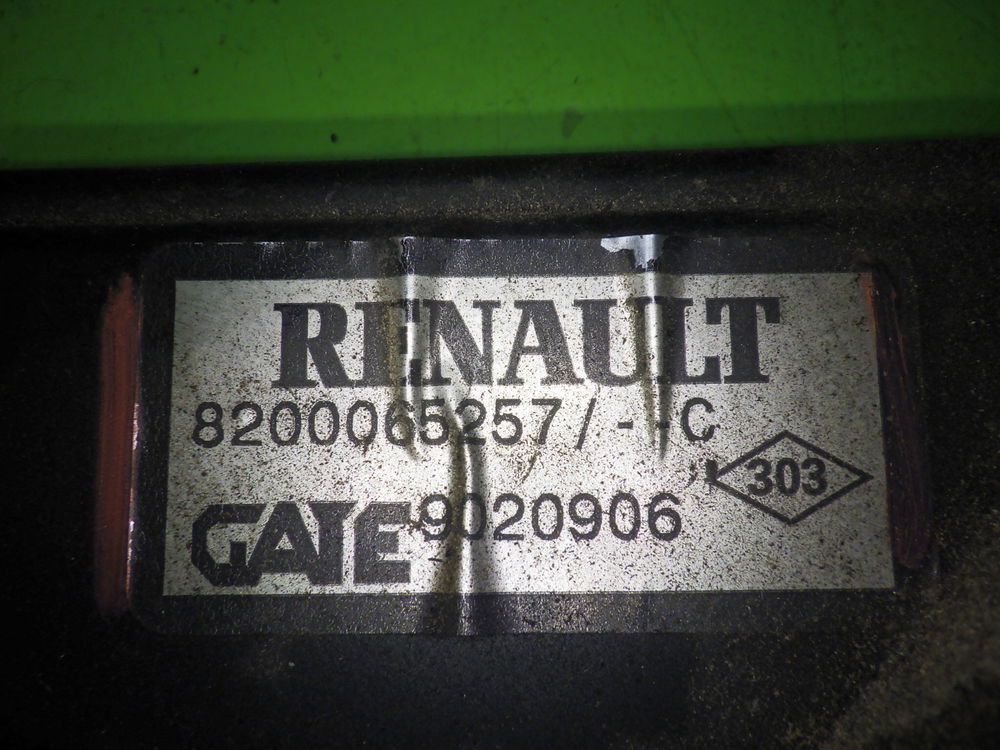 RENAULT
8200065257/--C
303
GATE 9020906